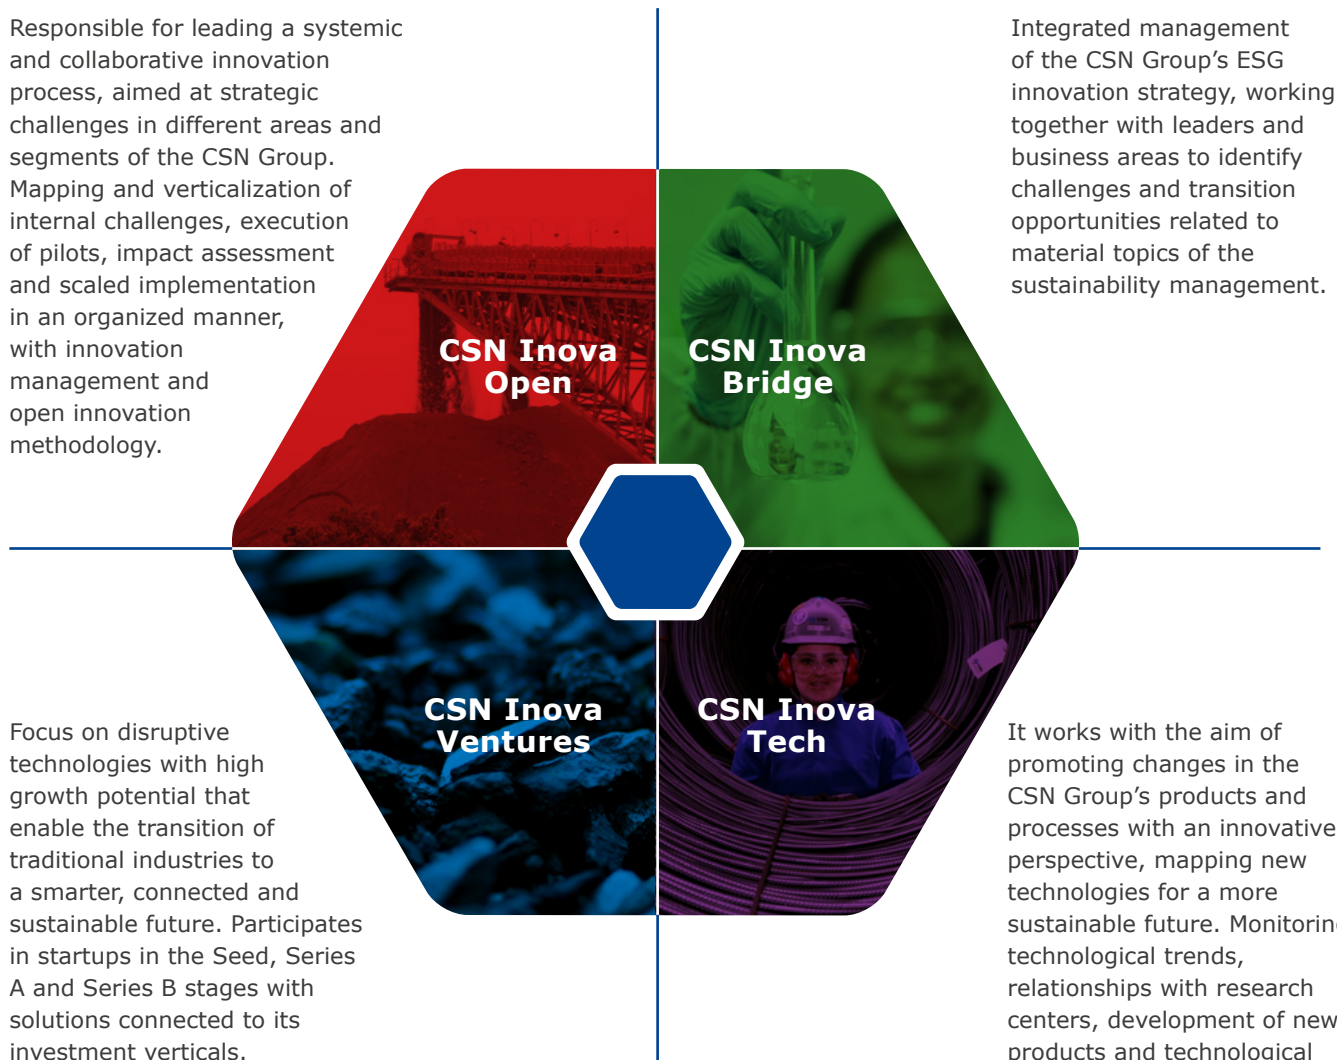 Responsible for leading a systemic
and collaborative innovation
process, aimed at strategic
challenges in different areas and
segments of the CSN Group.
Mapping and verticalization of
internal challenges, execution
of pilots, impact assessment
and scaled implementation
in an organized manner,
with innovation
management and
open innovation
methodology.
Integrated management
of the CSN Group’s ESG
innovation strategy, working
together with leaders and
business areas to identify
challenges and transition
opportunities related to
material topics of the
sustainability management.
CSN Inova
Open
CSN Inova
Bridge
CSN Inova
Ventures
CSN Inova
Tech
Focus on disruptive
technologies with high
growth potential that
enable the transition of
traditional industries to
a smarter, connected and
sustainable future. Participates
in startups in the Seed, Series
A and Series B stages with
solutions connected to its
investment verticals.
It works with the aim of
promoting changes in the
CSN Group’s products and
processes with an innovative
perspective, mapping new
technologies for a more
sustainable future. Monitorin
technological trends,
relationships with research
centers, development of new
products and technological